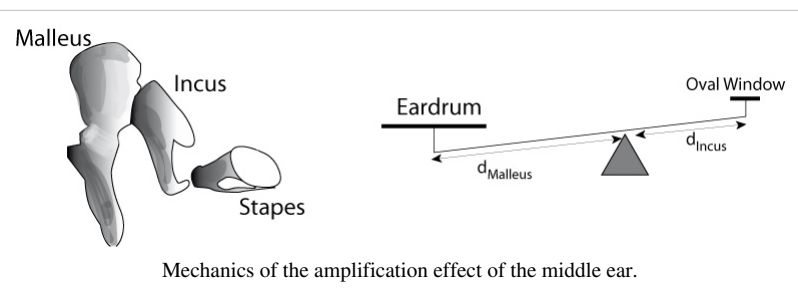 Malleus
Incus
Stapes
Eardrum
Oval Window
dMalleus
dIncus
Mechanics of the amplification effect of the middle ear.